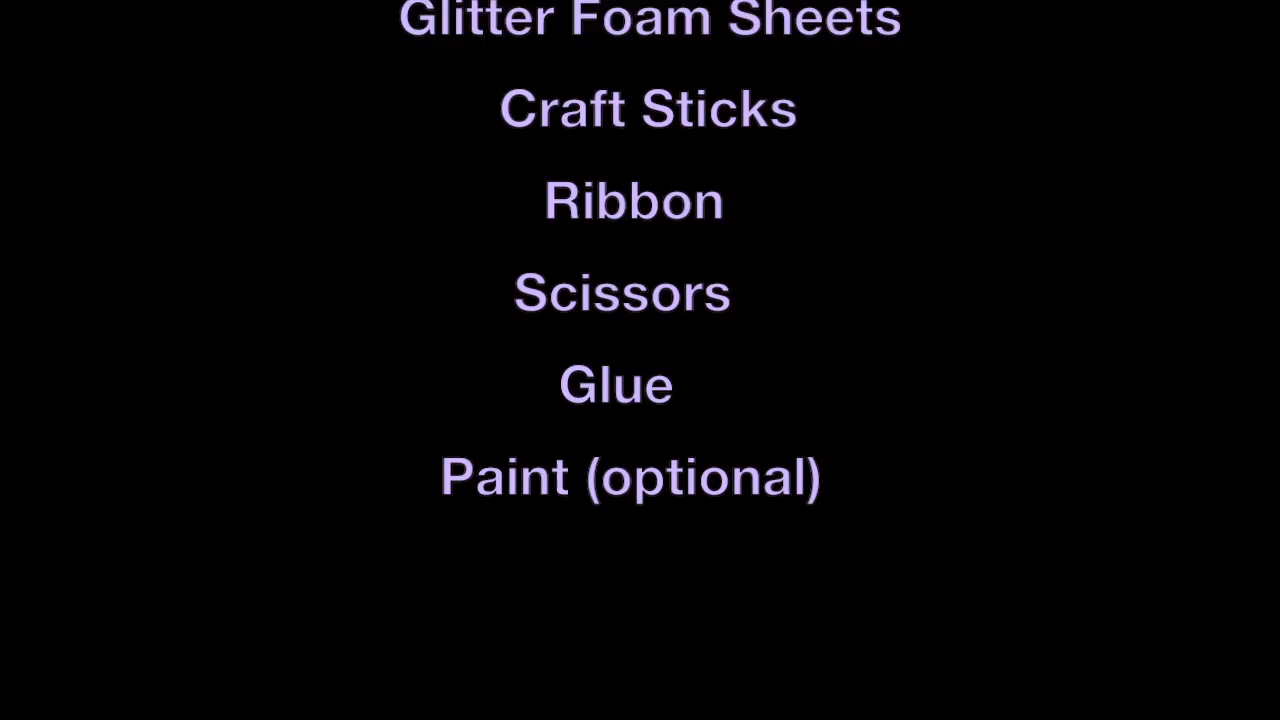 Glitter Foam Sheets
Craft Sticks
Ribbon
Scissors
Glue
Paint (optional)